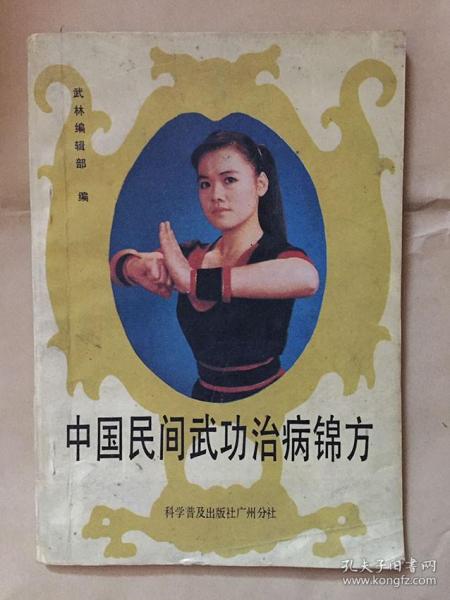 武林编辑部 编
中国民间武功治病锦方
科学普及出版社广州分社
孔夫子旧书网
www.kongfz.com